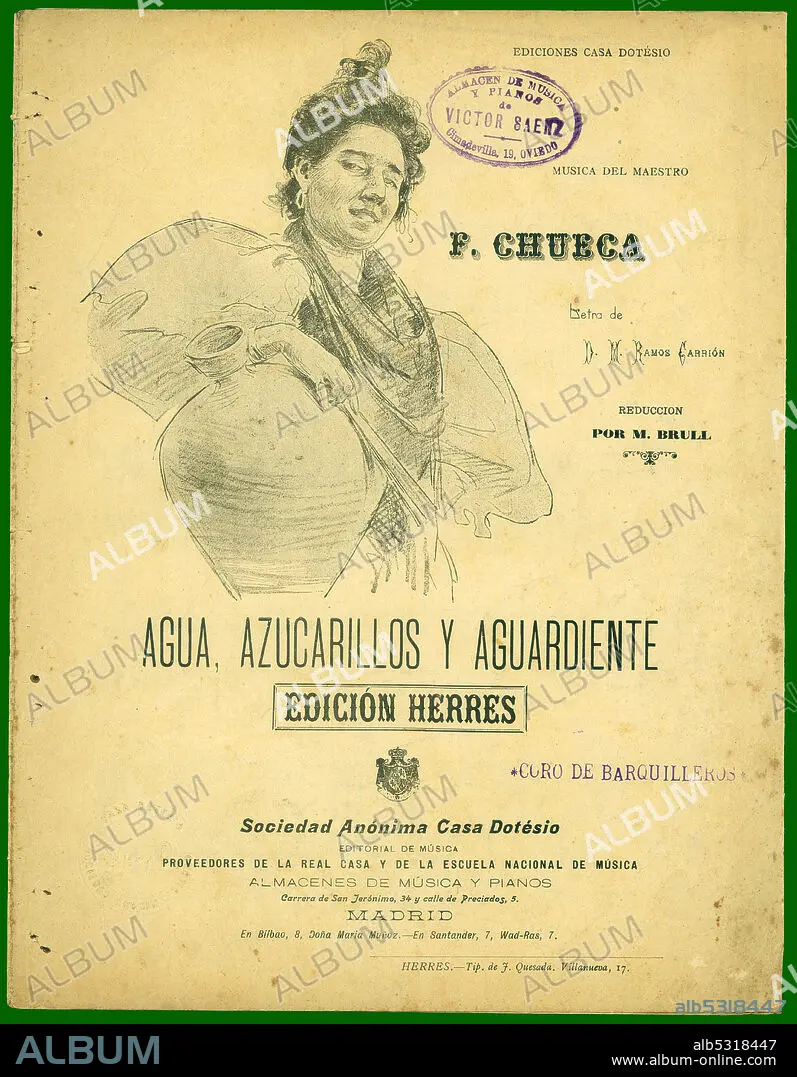 EDICIONES CASA DOTÉSIO
ALMACEN DE MUSICA
Y PIANOS
de
VICTOR SAENZ
Cimadevilla, 19, OVIEDO
MUSICA DEL MAESTRO
F. CHUECA
Letra de
D. M. RAMOS CARRIÓN
REDUCCION
POR M. BRULL
AGUA, AZUCARILLOS Y AGUARDIENTE
EDICIÓN HERRES
*CORO DE BARQUILLEROS*
Sociedad Anónima Casa Dotésio
EDITORIAL DE MÚSICA
PROVEEDORES DE LA REAL CASA Y DE LA ESCUELA NACIONAL DE MÚSICA
ALMACENES DE MÚSICA Y PIANOS
Carrera de San Jerónimo, 34 y calle de Preciados, 5.
MADRID
En Bilbao, 8, Doña María Muñoz.—En Santander, 7, Wad-Ras, 7.
HERRES.—Tip. de J. Quesada. Villanueva, 17.
ALBUM
alb5318447
ALBUM
alb5318447
www.album-online.com